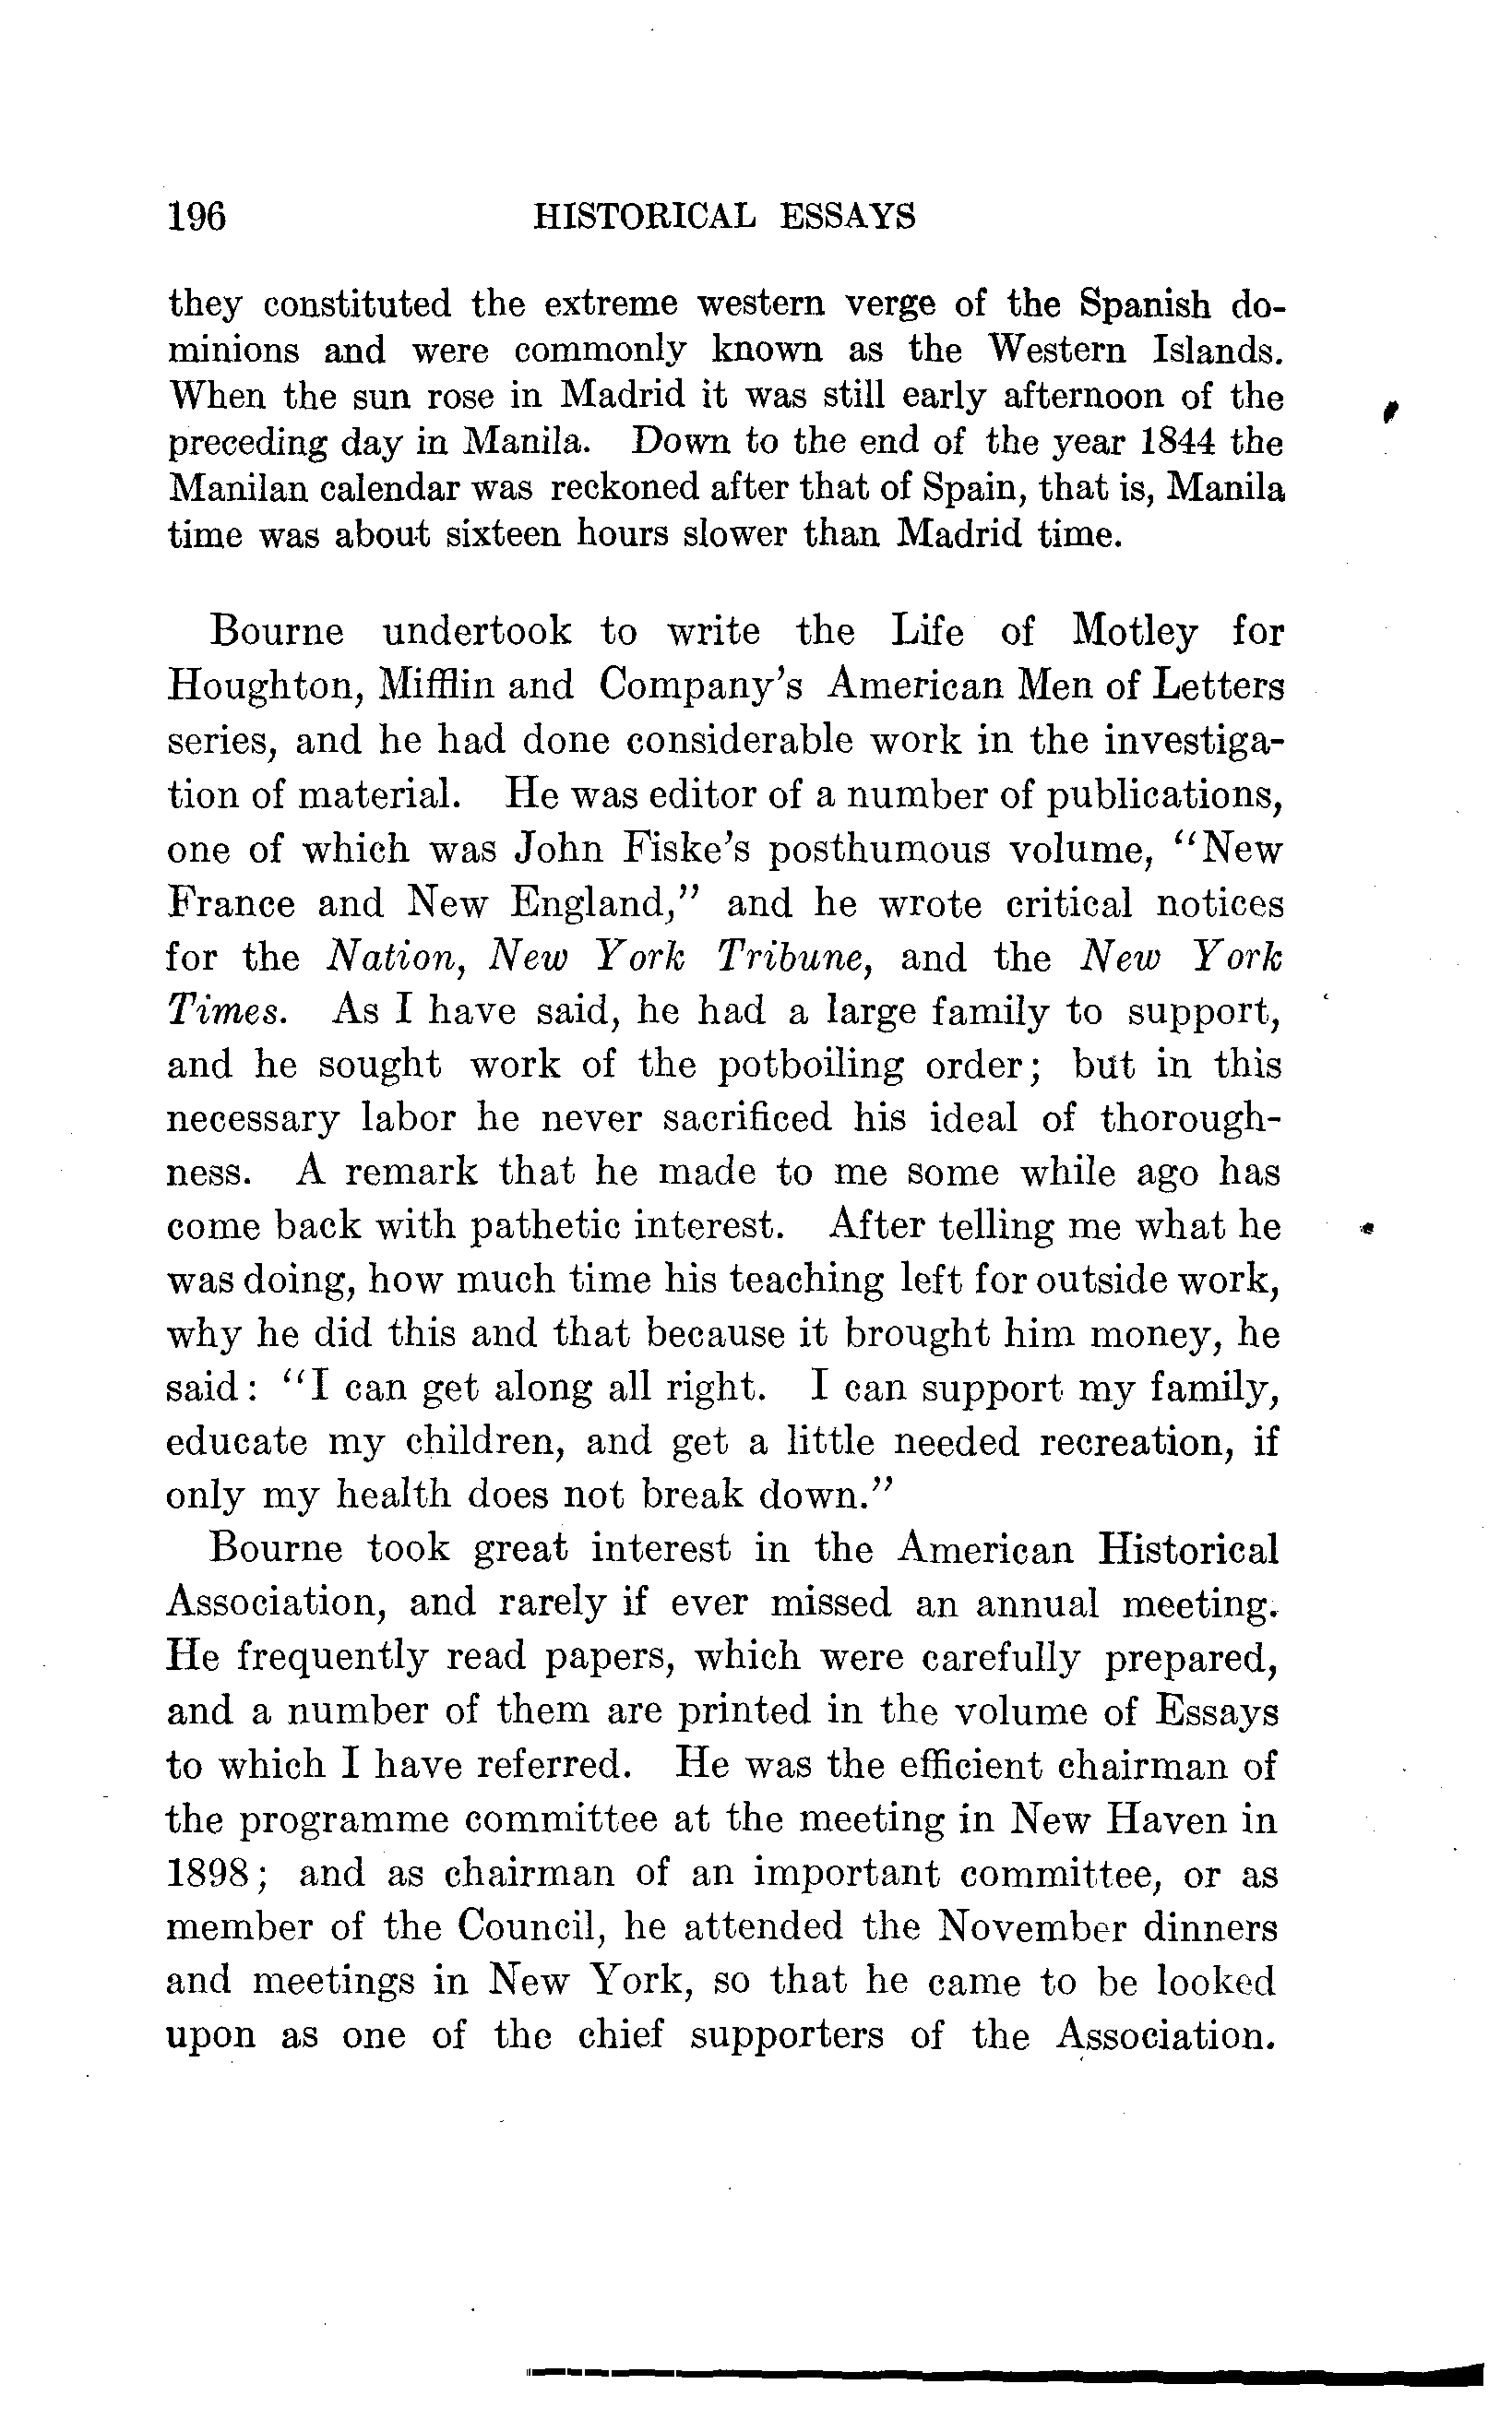 196 HISTORICAL ESSAYS
they constituted the extreme western verge of the Spanish do-
minions and were commonly known as the Western Islands.
When the sun rose in Madrid it was still early afternoon of the
preceding day in Manila. Down to the end of the year 1844 the
Manilan calendar was reckoned after that of Spain, that is, Manila
time was about sixteen hours slower than Madrid time.
Bourne undertook to write the Life of Motley for
Houghton, Mifflin and Company's American Men of Letters
series, and he had done considerable work in the investiga-
tion of material. He was editor of a number of publications,
one of which was John Fiske's posthumous volume, "New
France and New England," and he wrote critical notices
for the Nation, New York Tribune, and the New York
Times. As I have said, he had a large family to support,
and he sought work of the potboiling order; but in this
necessary labor he never sacrificed his ideal of thorough-
ness. A remark that he made to me some while ago has
come back with pathetic interest. After telling me what he
was doing, how much time his teaching left for outside work,
why he did this and that because it brought him money, he
said: "I can get along all right. I can support my family,
educate my children, and get a little needed recreation, if
only my health does not break down."
Bourne took great interest in the American Historical
Association, and rarely if ever missed an annual meeting.
He frequently read papers, which were carefully prepared,
and a number of them are printed in the volume of Essays
to which I have referred. He was the efficient chairman of
the programme committee at the meeting in New Haven in
1898; and as chairman of an important committee, or as
member of the Council, he attended the November dinners
and meetings in New York, so that he came to be looked
upon as one of the chief supporters of the Association.